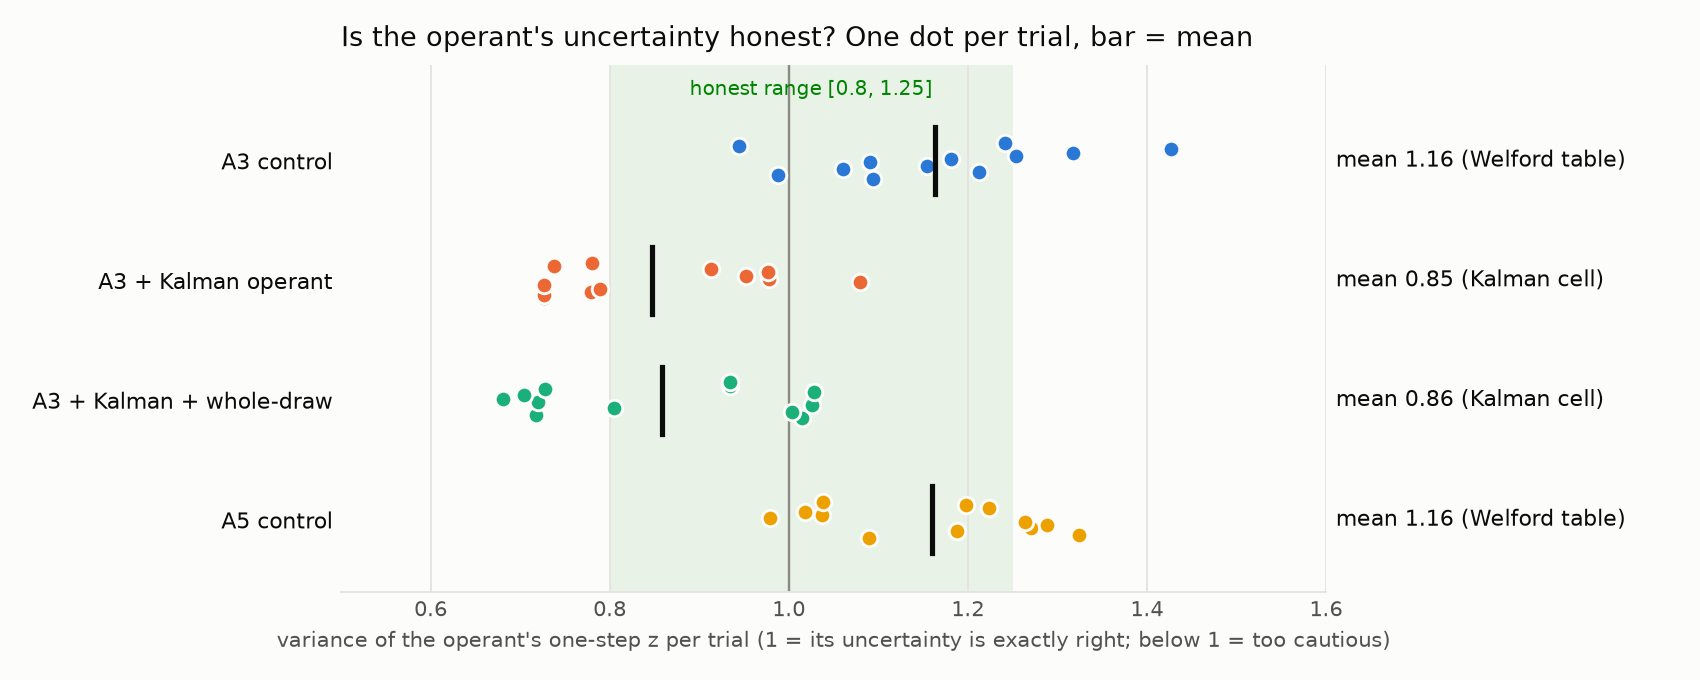 Is the operant's uncertainty honest? One dot per trial, bar = mean
honest range [0.8, 1.25]
A3 control
mean 1.16 (Welford table)
A3 + Kalman operant
mean 0.85 (Kalman cell)
A3 + Kalman + whole-draw
mean 0.86 (Kalman cell)
A5 control
mean 1.16 (Welford table)
0.6 0.8 1.0 1.2 1.4 1.6
variance of the operant's one-step z per trial (1 = its uncertainty is exactly right; below 1 = too cautious)